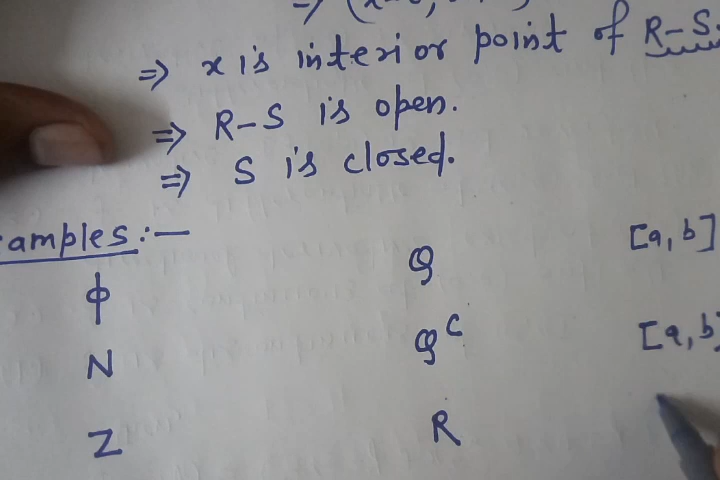 ⇒ x is interior point of R-S.
⇒ R-S is open.
⇒ S is closed.
amples:—
φ Q [a, b]
N Q^C [a, b
Z R